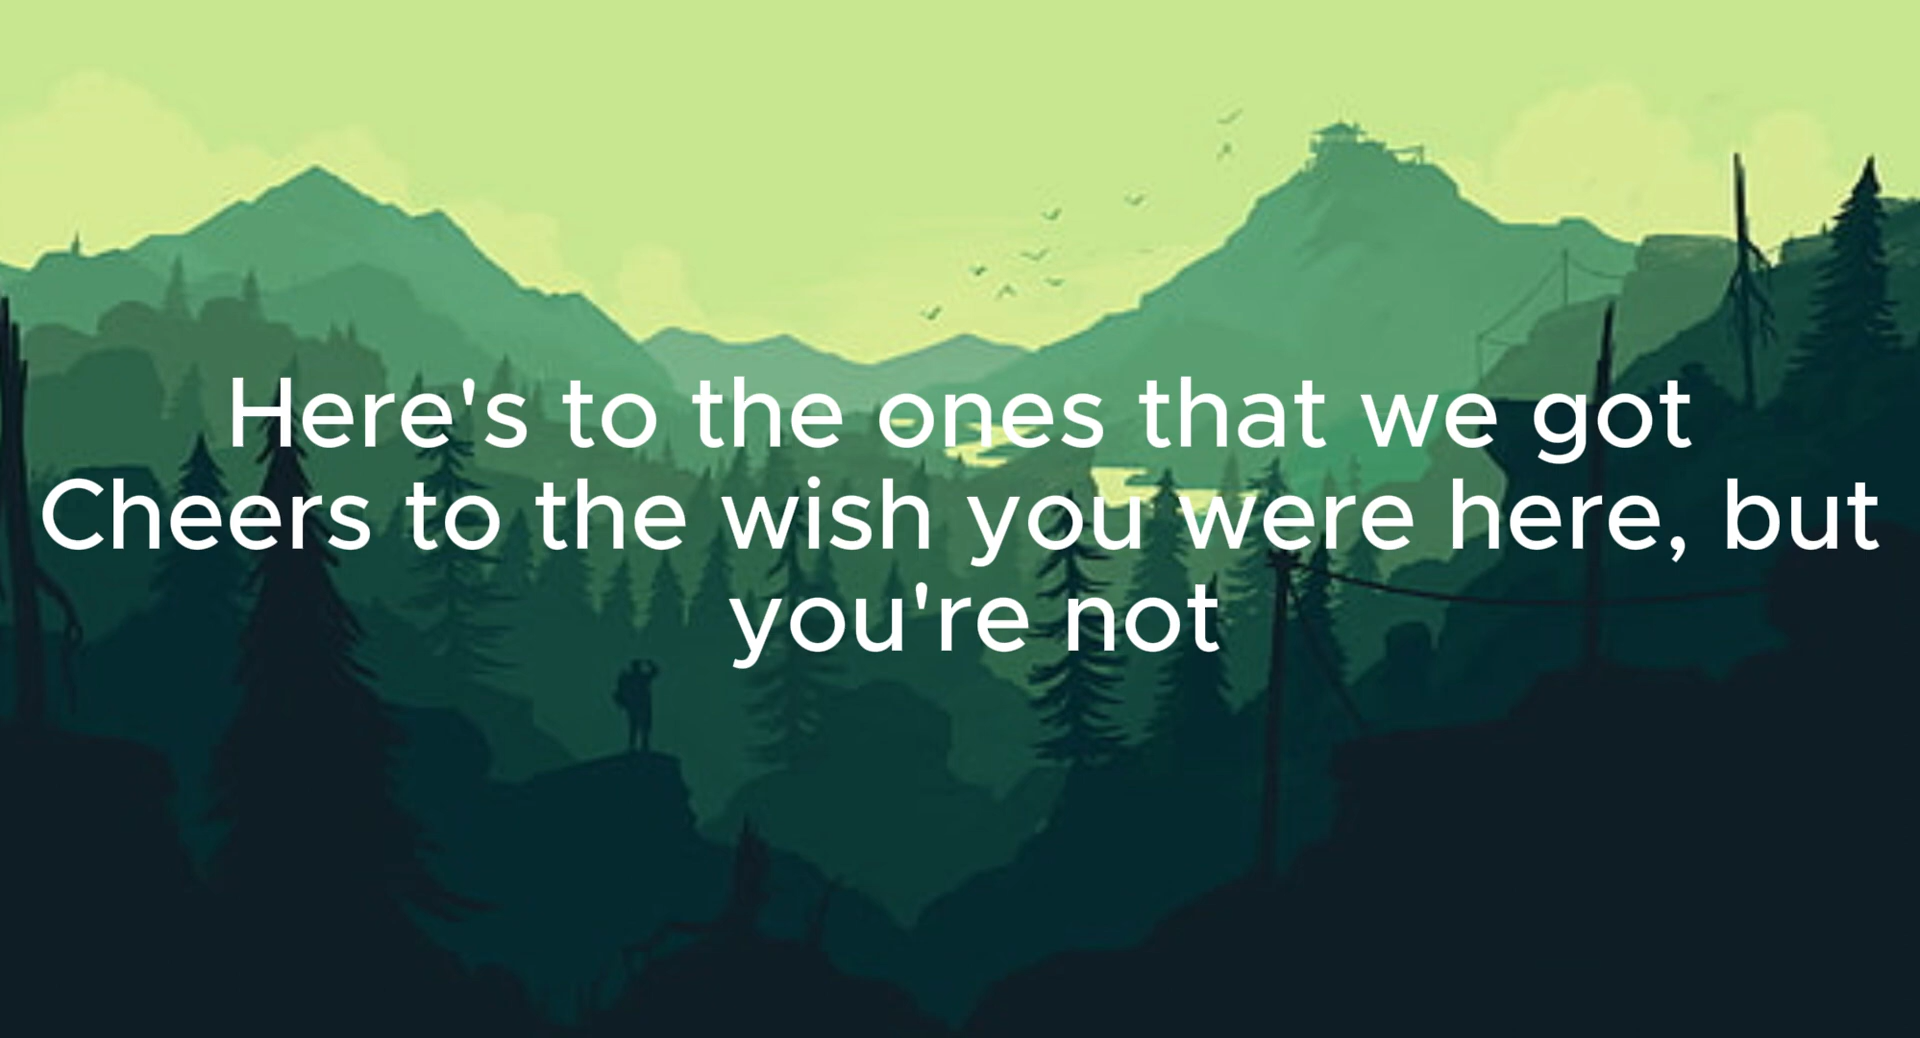 Here's to the ones that we got
Cheers to the wish you were here, but
you're not